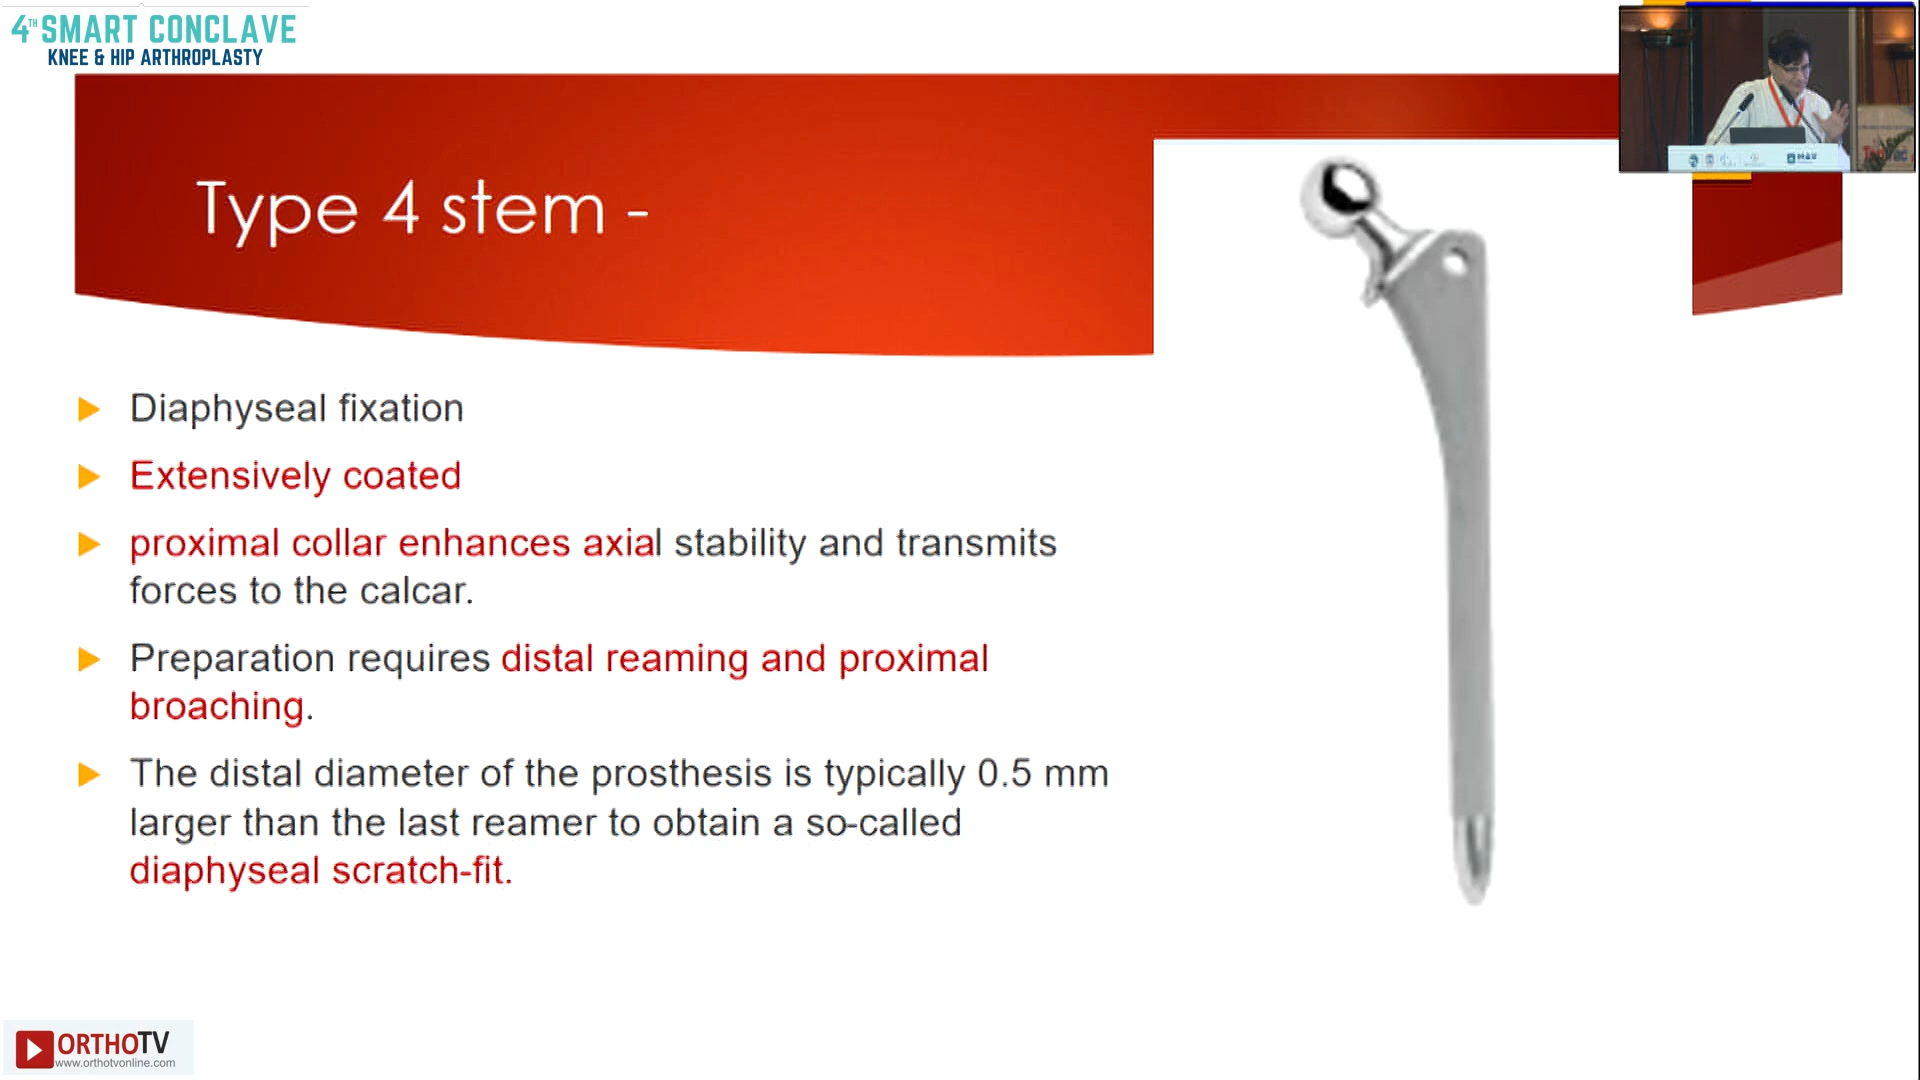 4TH SMART CONCLAVE
KNEE & HIP ARTHROPLASTY
Type 4 stem -
Diaphyseal fixation
Extensively coated
proximal collar enhances axial stability and transmits
forces to the calcar.
Preparation requires distal reaming and proximal
broaching.
The distal diameter of the prosthesis is typically 0.5 mm
larger than the last reamer to obtain a so-called
diaphyseal scratch-fit.
ORTHOTV
www.orthotvonline.com